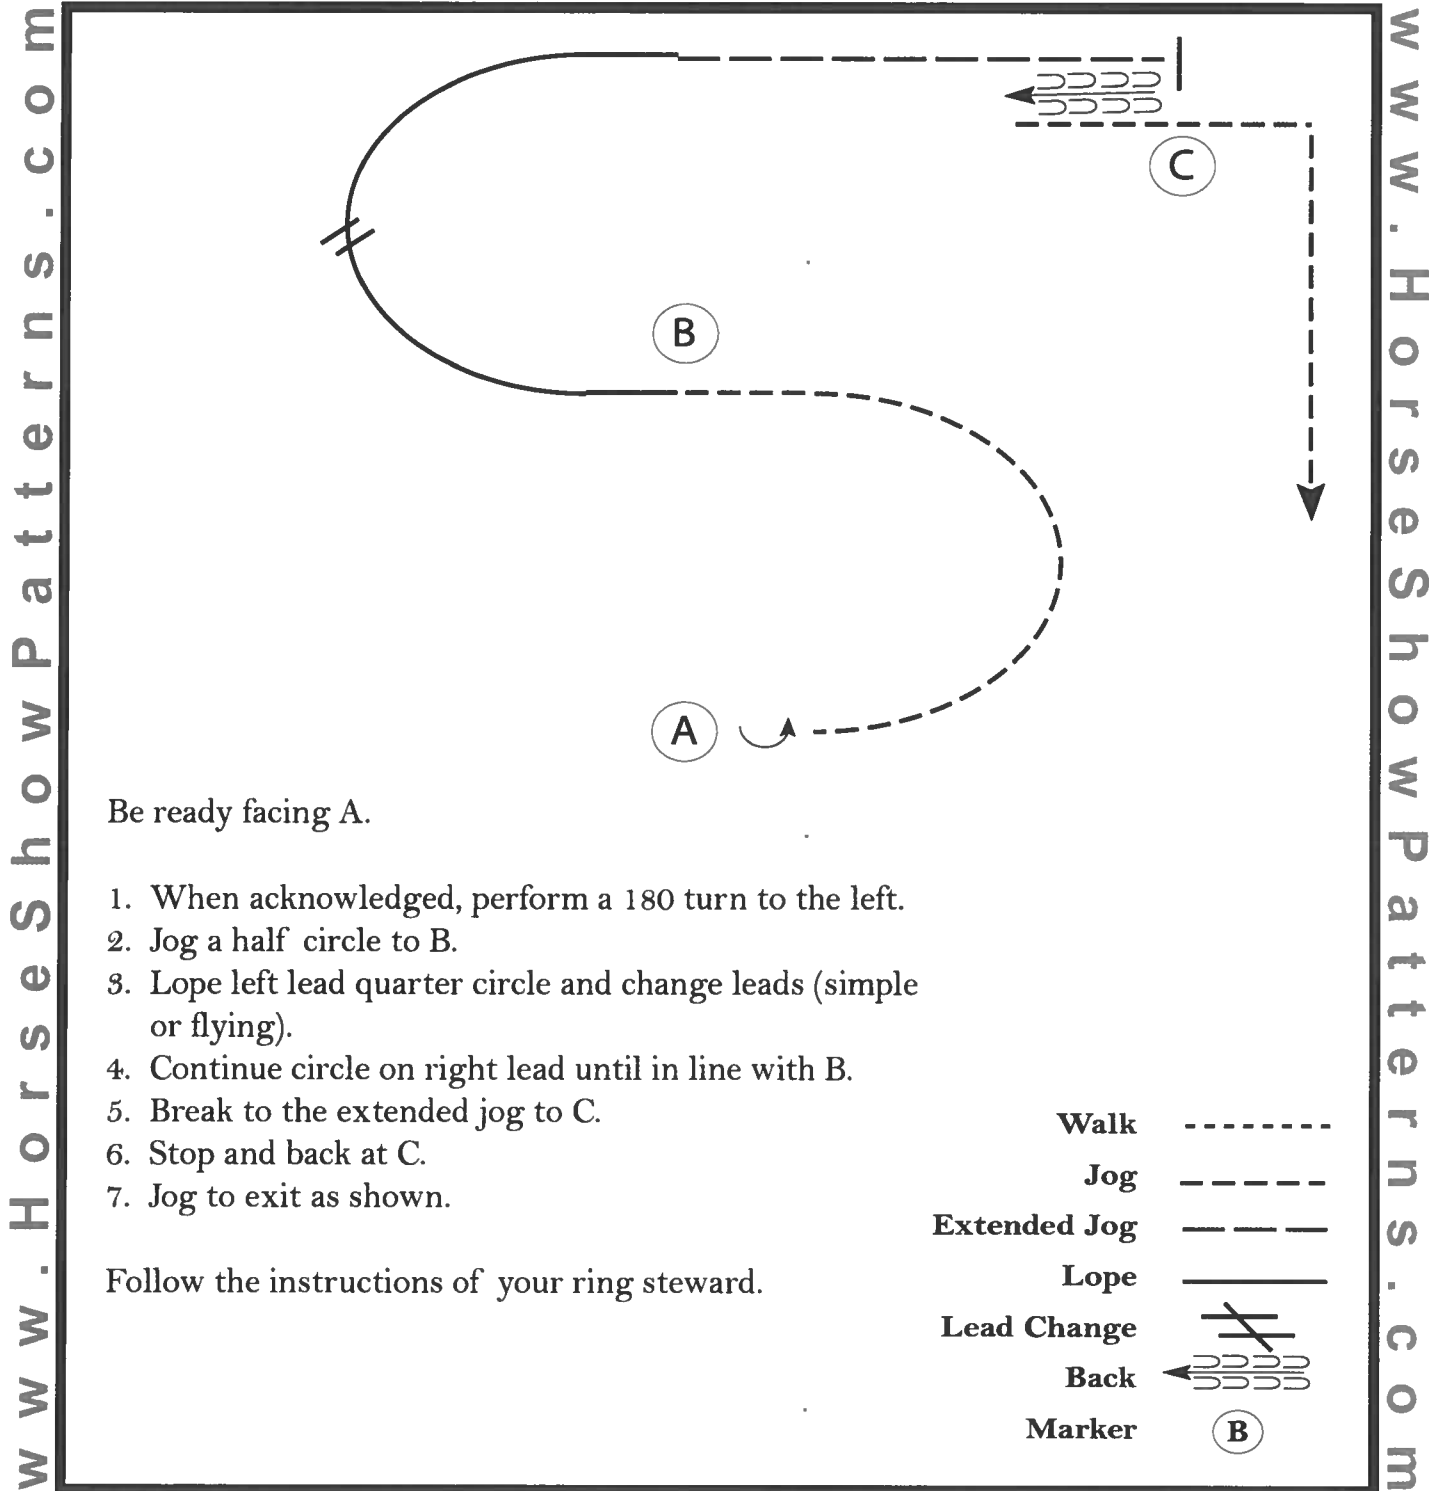 www.HorseShowPatterns.com
www.HorseShowPatterns.com
C
B
A
Be ready facing A.
1. When acknowledged, perform a 180 turn to the left.
2. Jog a half circle to B.
3. Lope left lead quarter circle and change leads (simple
or flying).
4. Continue circle on right lead until in line with B.
5. Break to the extended jog to C.
6. Stop and back at C.
7. Jog to exit as shown.
Follow the instructions of your ring steward.
Walk
Jog
Extended Jog
Lope
Lead Change
Back
Marker B